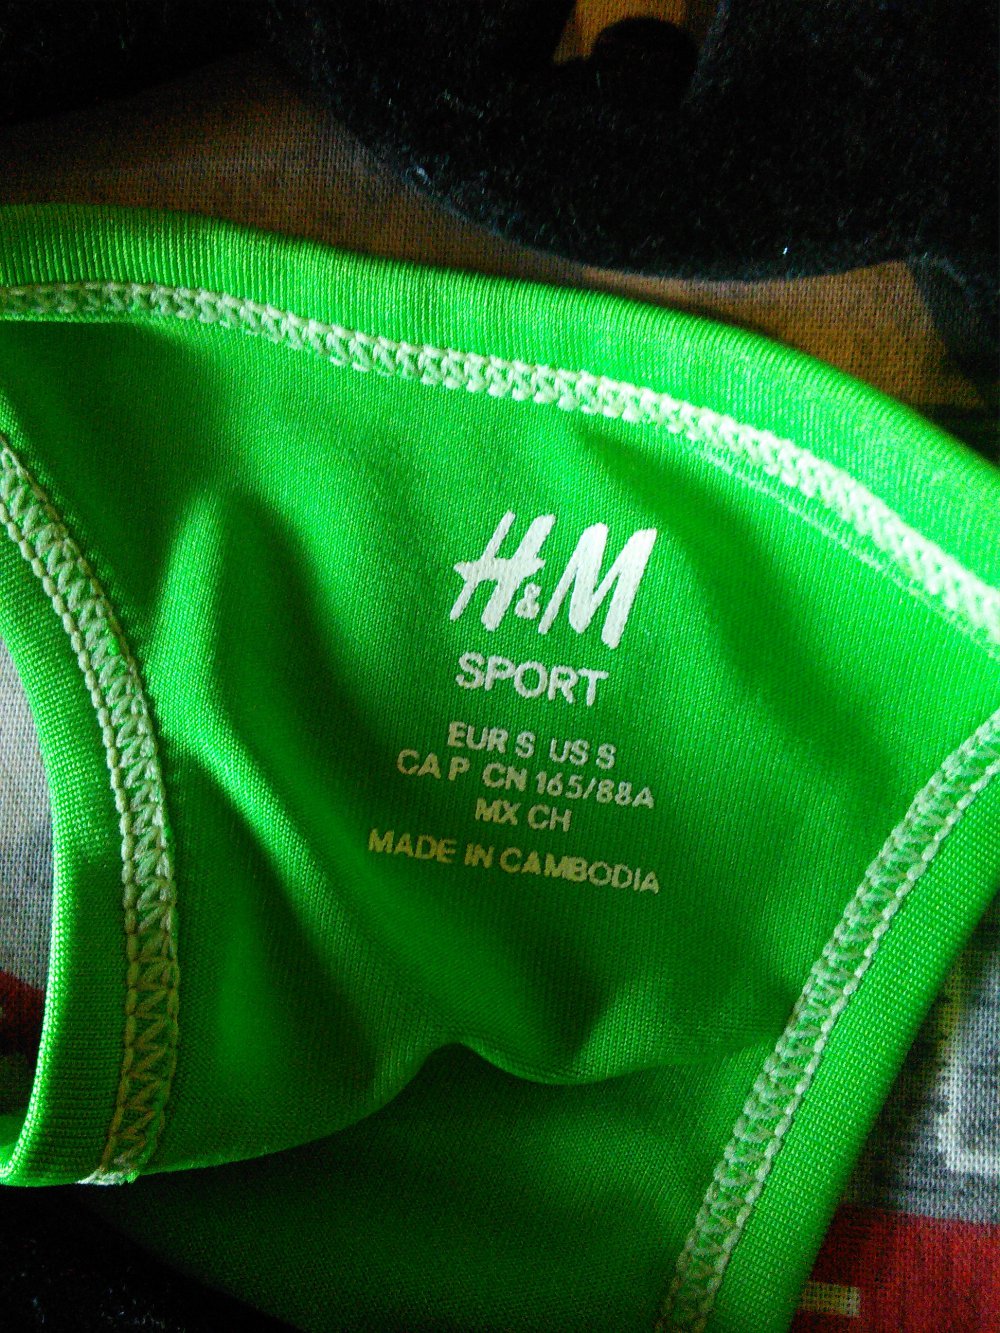 H&M
SPORT
EUR S US S
CA P CN 165/88A
MX CH
MADE IN CAMBODIA